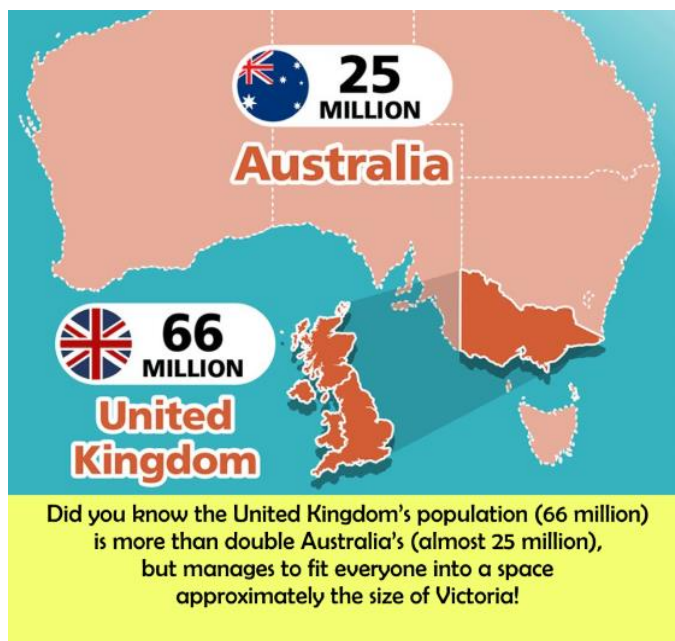 25
MILLION
Australia
66
MILLION
United
Kingdom
Did you know the United Kingdom's population (66 million)
is more than double Australia's (almost 25 million),
but manages to fit everyone into a space
approximately the size of Victoria!